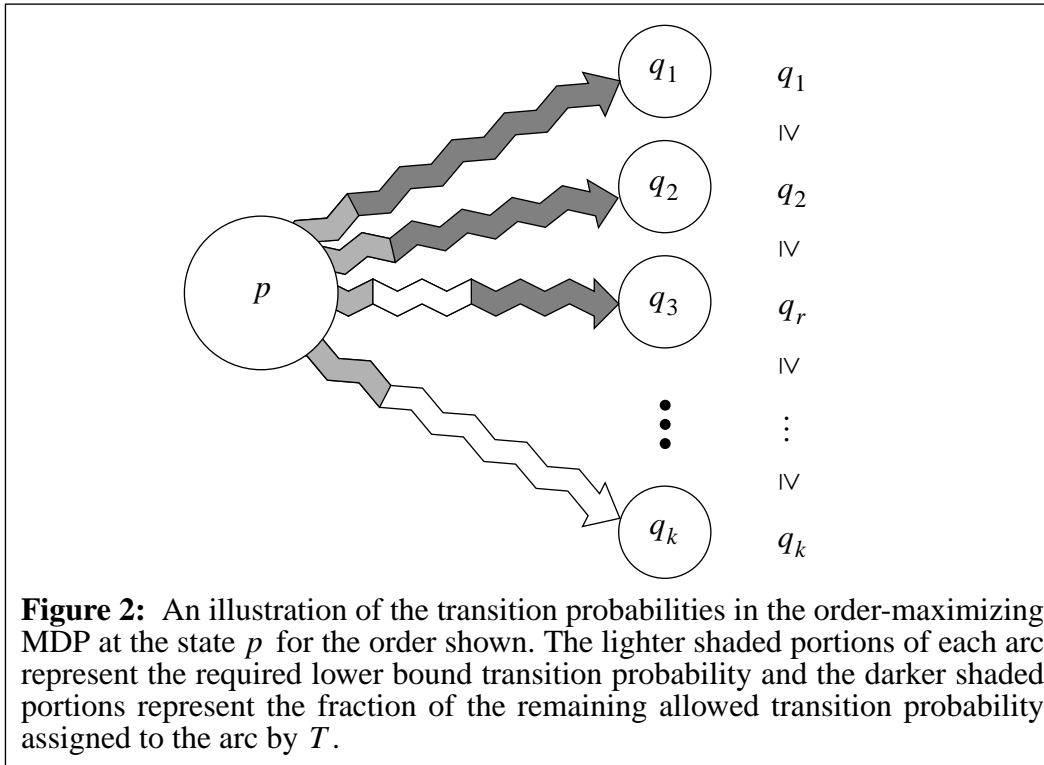 q1
q1
≥
q2
q2
≥
p
q3
qr
≥
⋮
≥
qk
qk
Figure 2: An illustration of the transition probabilities in the order-maximizing
MDP at the state p for the order shown. The lighter shaded portions of each arc
represent the required lower bound transition probability and the darker shaded
portions represent the fraction of the remaining allowed transition probability
assigned to the arc by T.